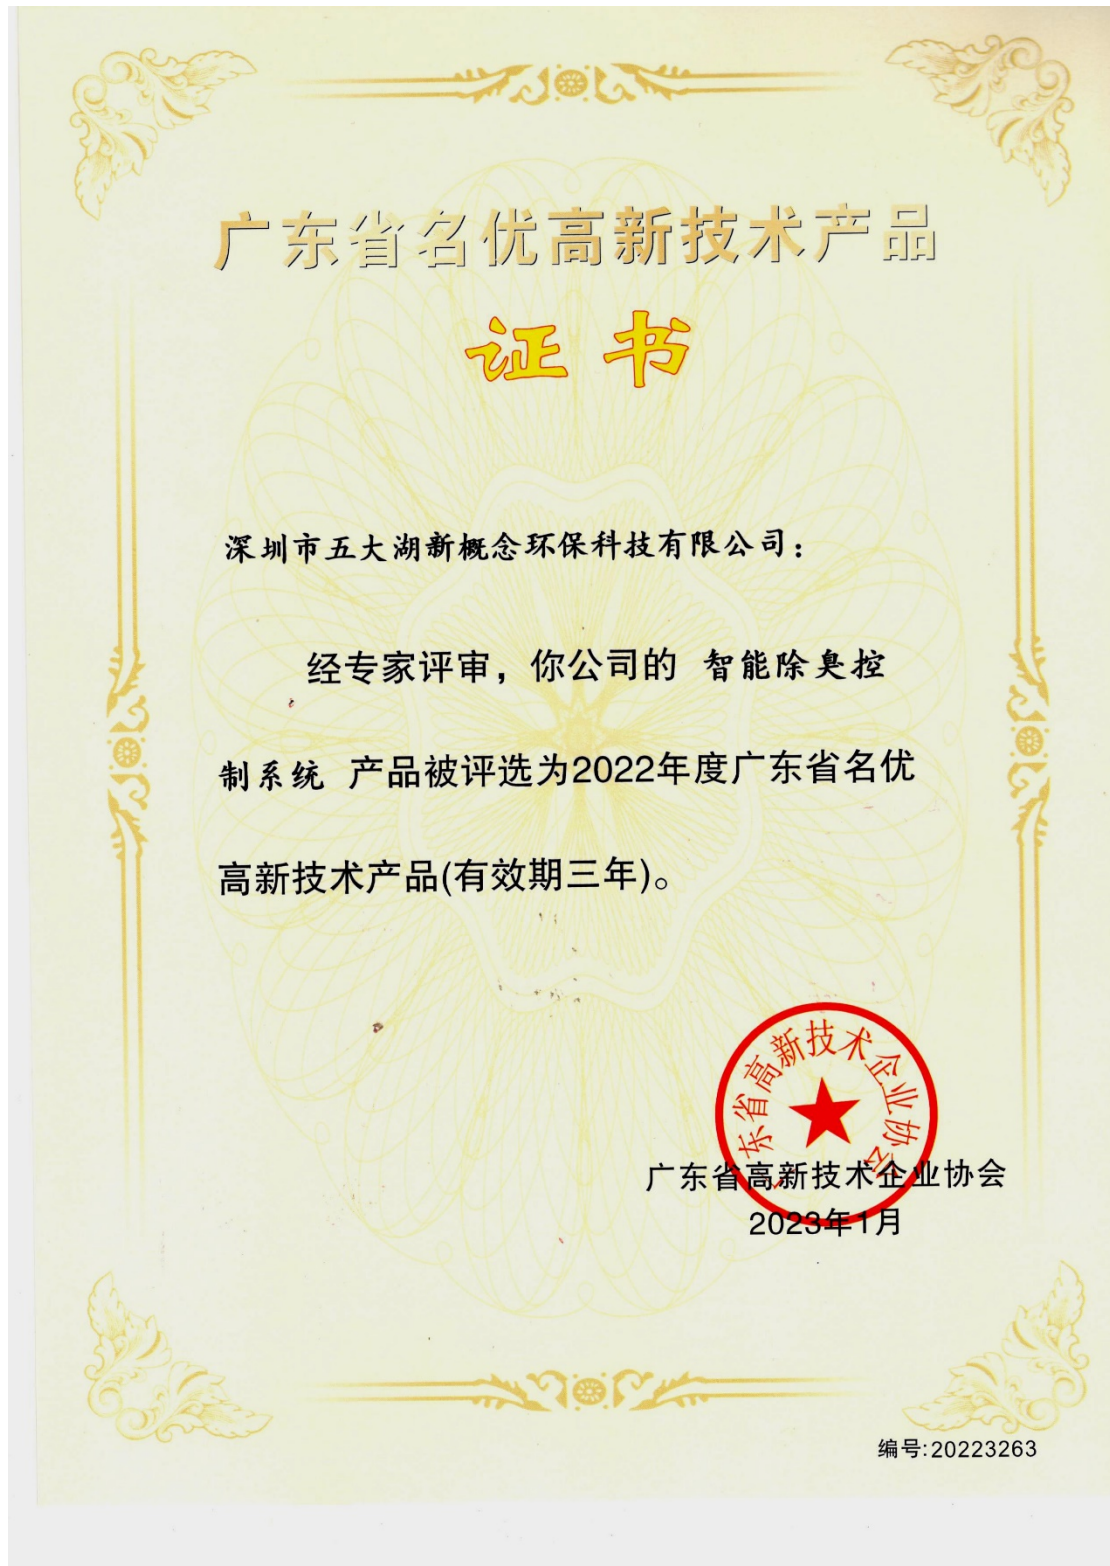 广东省名优高新技术产品
证书
深圳市五大湖新概念环保科技有限公司：
经专家评审，你公司的 智能除臭控
制系统 产品被评选为2022年度广东省名优
高新技术产品(有效期三年)。
广东省高新技术企业协会
广东省高新技术企业协会
2023年1月
编号:20223263